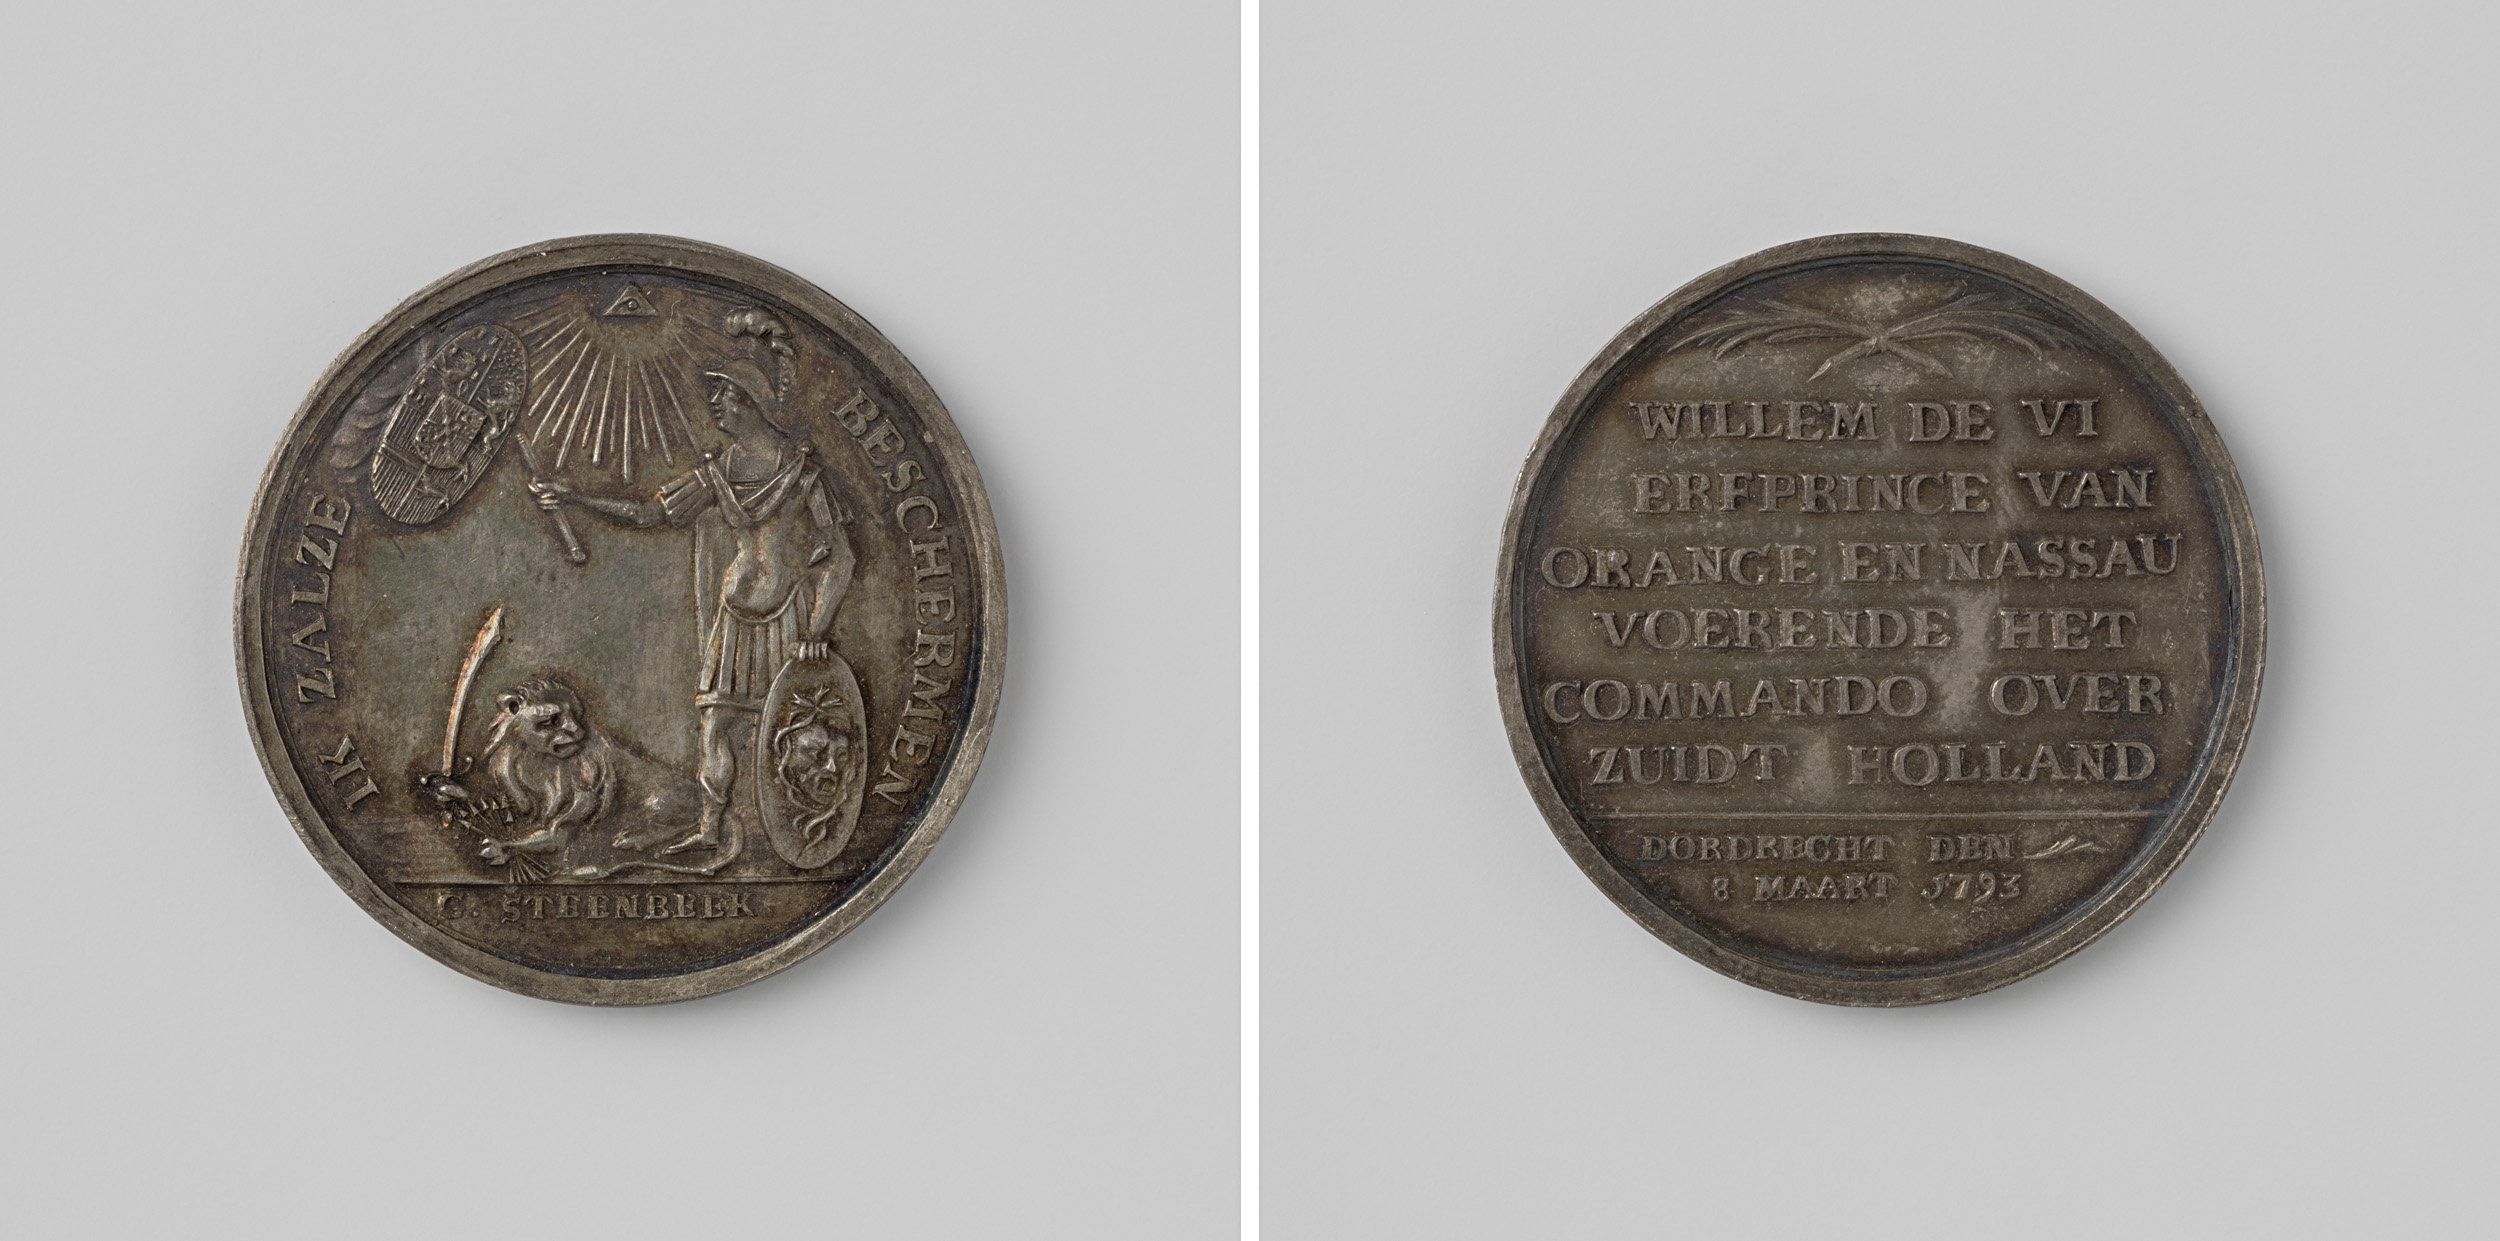 IK ZALZE BESCHERMEN
G. STEENBEEK
WILLEM DE VI
ERFPRINCE VAN
ORANGE EN NASSAU
VOERENDE HET
COMMANDO OVER
ZUIDT HOLLAND
DORDRECHT DEN
8 MAART 1793